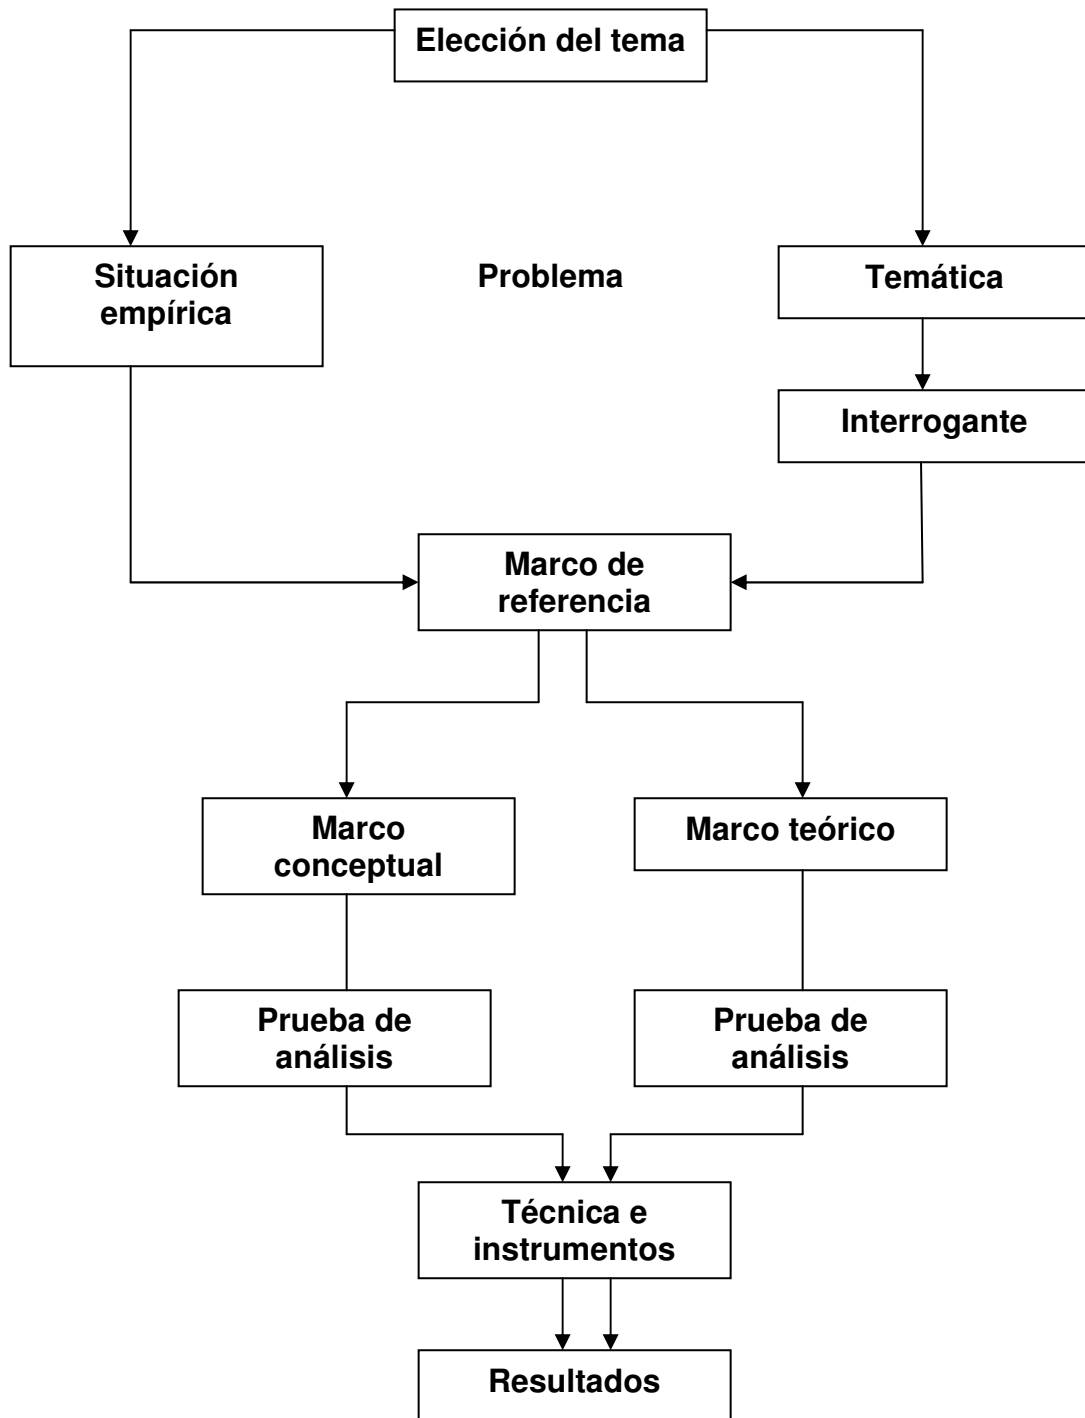 Elección del tema
Situación
empírica
Problema
Temática
Interrogante
Marco de
referencia
Marco
conceptual
Marco teórico
Prueba de
análisis
Prueba de
análisis
Técnica e
instrumentos
Resultados